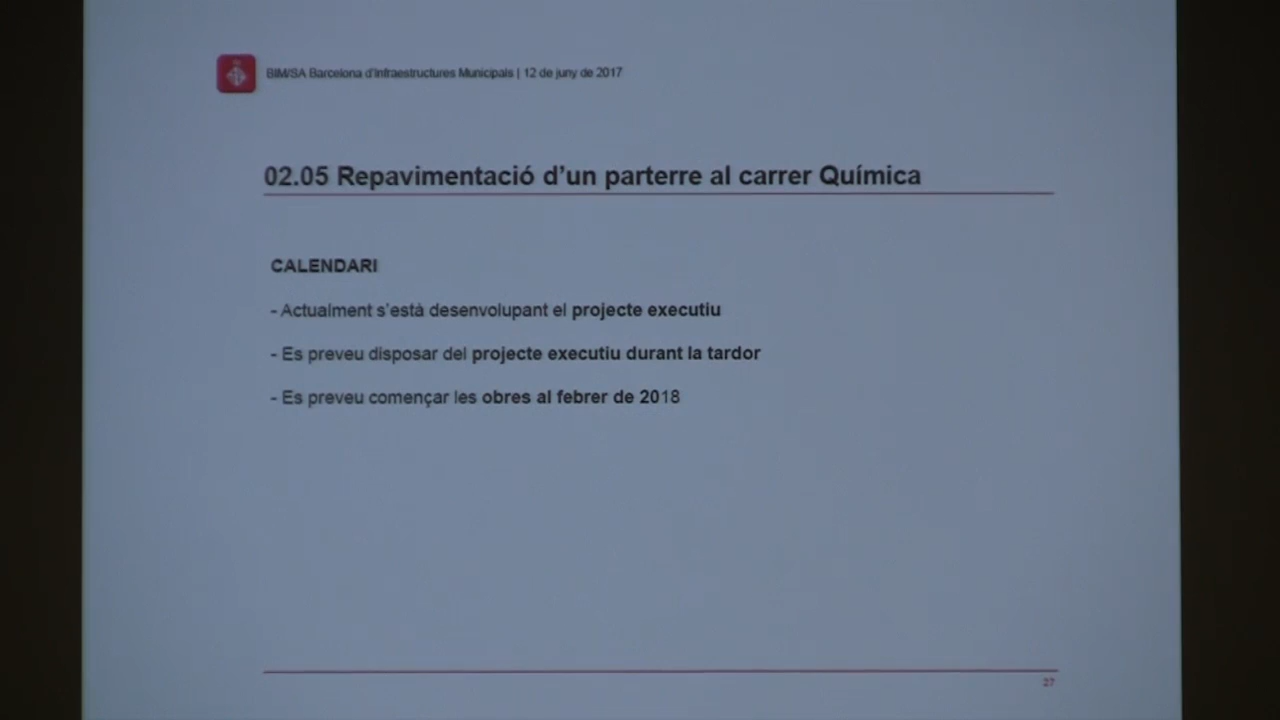 BIM/SA Barcelona d'Infraestructures Municipals | 12 de juny de 2017
02.05 Repavimentació d'un parterre al carrer Química
CALENDARI
- Actualment s'està desenvolupant el projecte executiu
- Es preveu disposar del projecte executiu durant la tardor
- Es preveu començar les obres al febrer de 2018
27